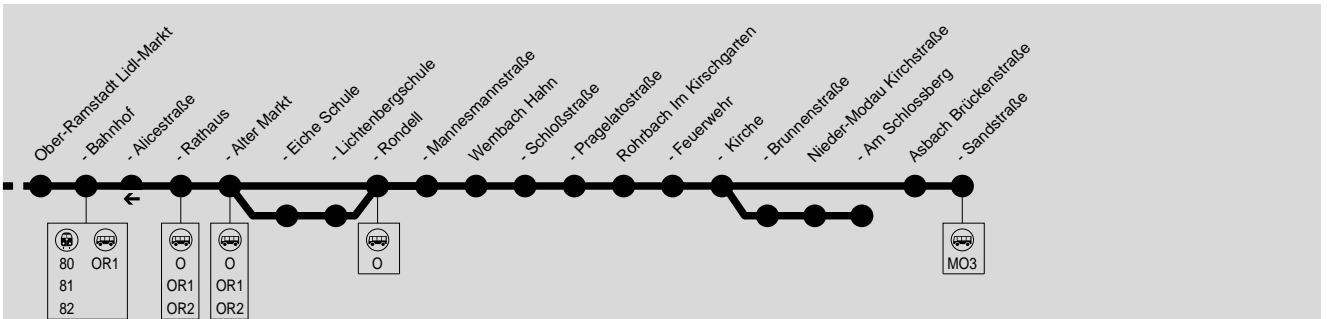 Ober-Ramstadt Lidl-Markt
- Bahnhof
- Alicestraße
- Rathaus
- Alter Markt
- Eiche Schule
- Lichtenbergschule
- Rondell
- Mannesmannstraße
Wembach Hahn
- Schloßstraße
- Pragelatostraße
Rohrbach Im Kirschgarten
- Feuerwehr
- Kirche
- Brunnenstraße
Nieder-Modau Kirchstraße
- Am Schlossberg
Asbach Brückenstraße
- Sandstraße
80 OR1
81
82
O
OR1
OR2
O
OR1
OR2
O
MO3